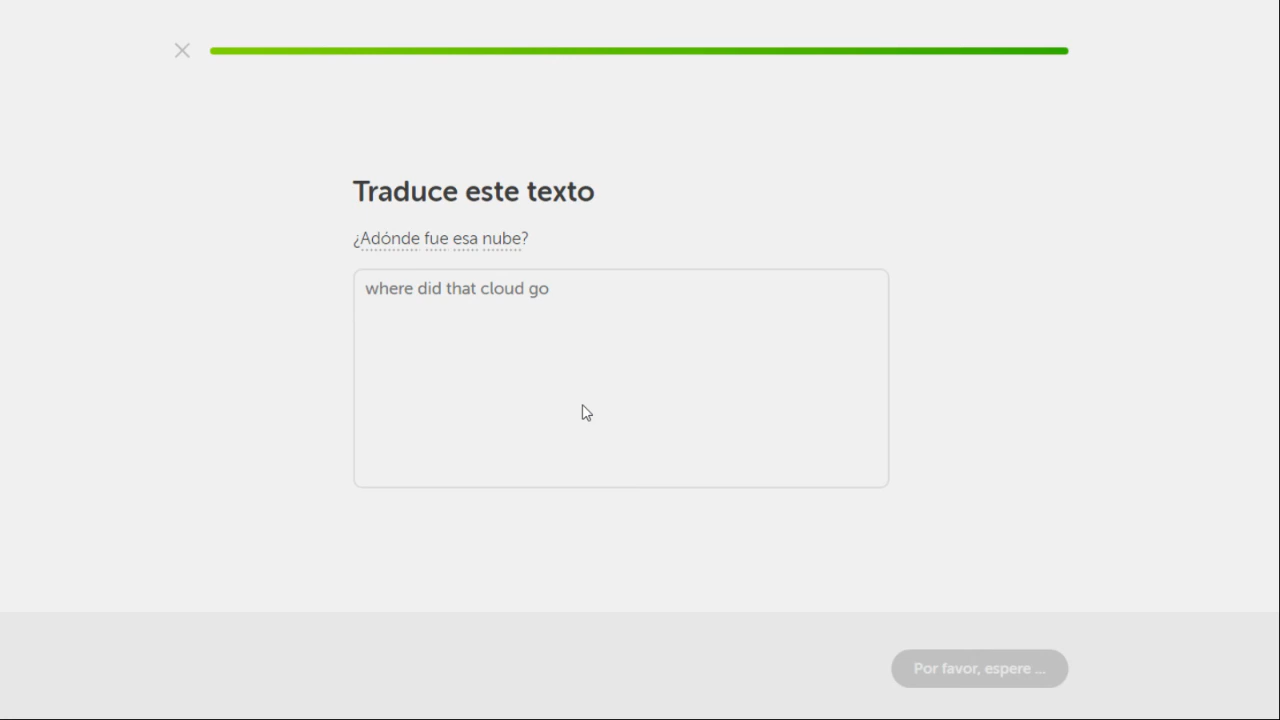 Traduce este texto
¿Adónde fue esa nube?
where did that cloud go
Por favor, espere ...